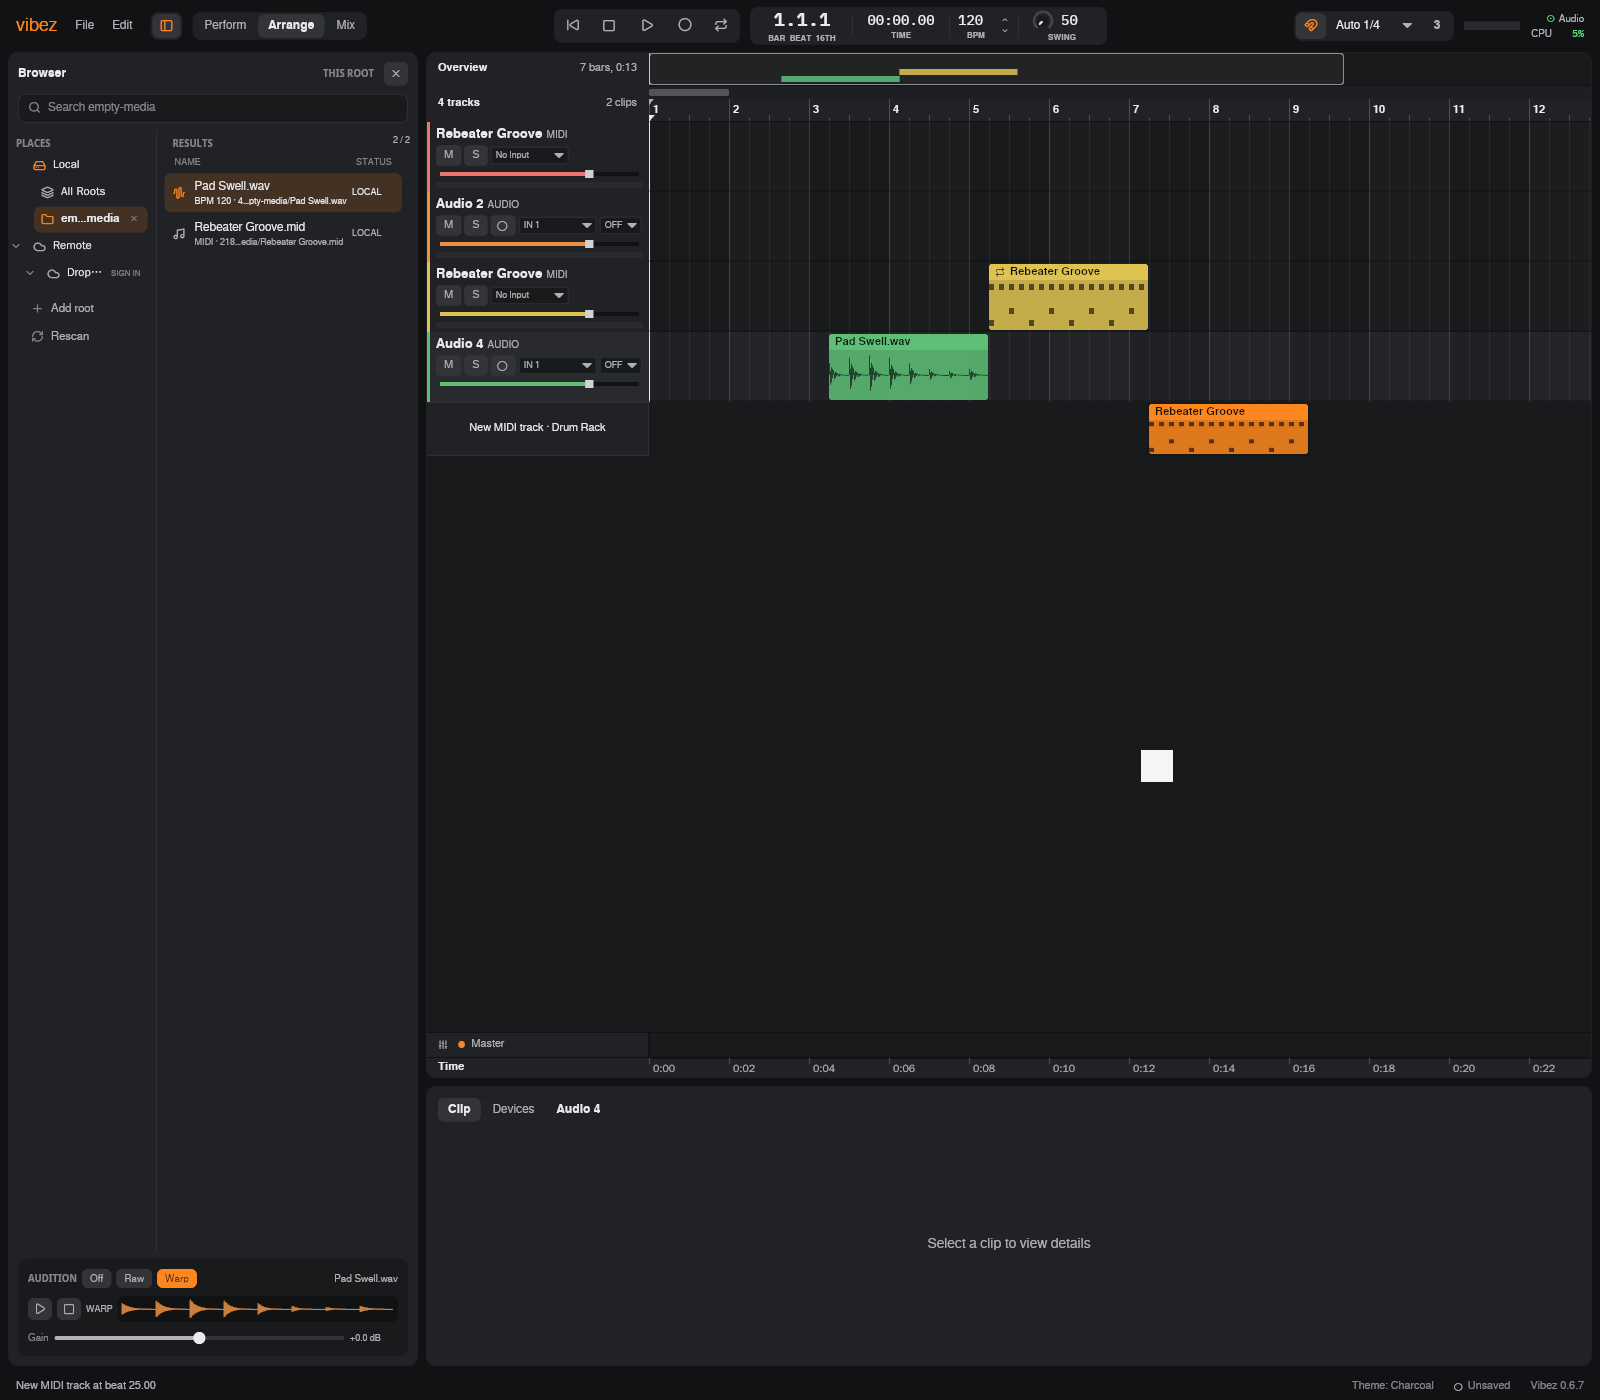 vibez File Edit Perform Arrange Mix
1.1.1 00:00.00 120 50
BAR BEAT 16TH TIME BPM SWING
Auto 1/4 3
Audio
CPU 5%
Browser THIS ROOT
Search empty-media
PLACES
Local
All Roots
em...media
Remote
Drop··· SIGN IN
Add root
Rescan
RESULTS 2 / 2
NAME STATUS
Pad Swell.wav LOCAL
BPM 120 · 4...pty-media/Pad Swell.wav
Rebeater Groove.mid LOCAL
MIDI · 218...edia/Rebeater Groove.mid
AUDITION Off Raw Warp Pad Swell.wav
WARP
Gain +0.0 dB
Overview 7 bars, 0:13
4 tracks 2 clips
1 2 3 4 5 6 7 8 9 10 11 12
Rebeater Groove MIDI
M S No Input
Audio 2 AUDIO
M S IN 1 OFF
Rebeater Groove MIDI
M S No Input
Rebeater Groove
Audio 4 AUDIO
M S IN 1 OFF
Pad Swell.wav
New MIDI track · Drum Rack
Rebeater Groove
Master
Time 0:00 0:02 0:04 0:06 0:08 0:10 0:12 0:14 0:16 0:18 0:20 0:22
Clip Devices Audio 4
Select a clip to view details
New MIDI track at beat 25.00
Theme: Charcoal Unsaved Vibez 0.6.7